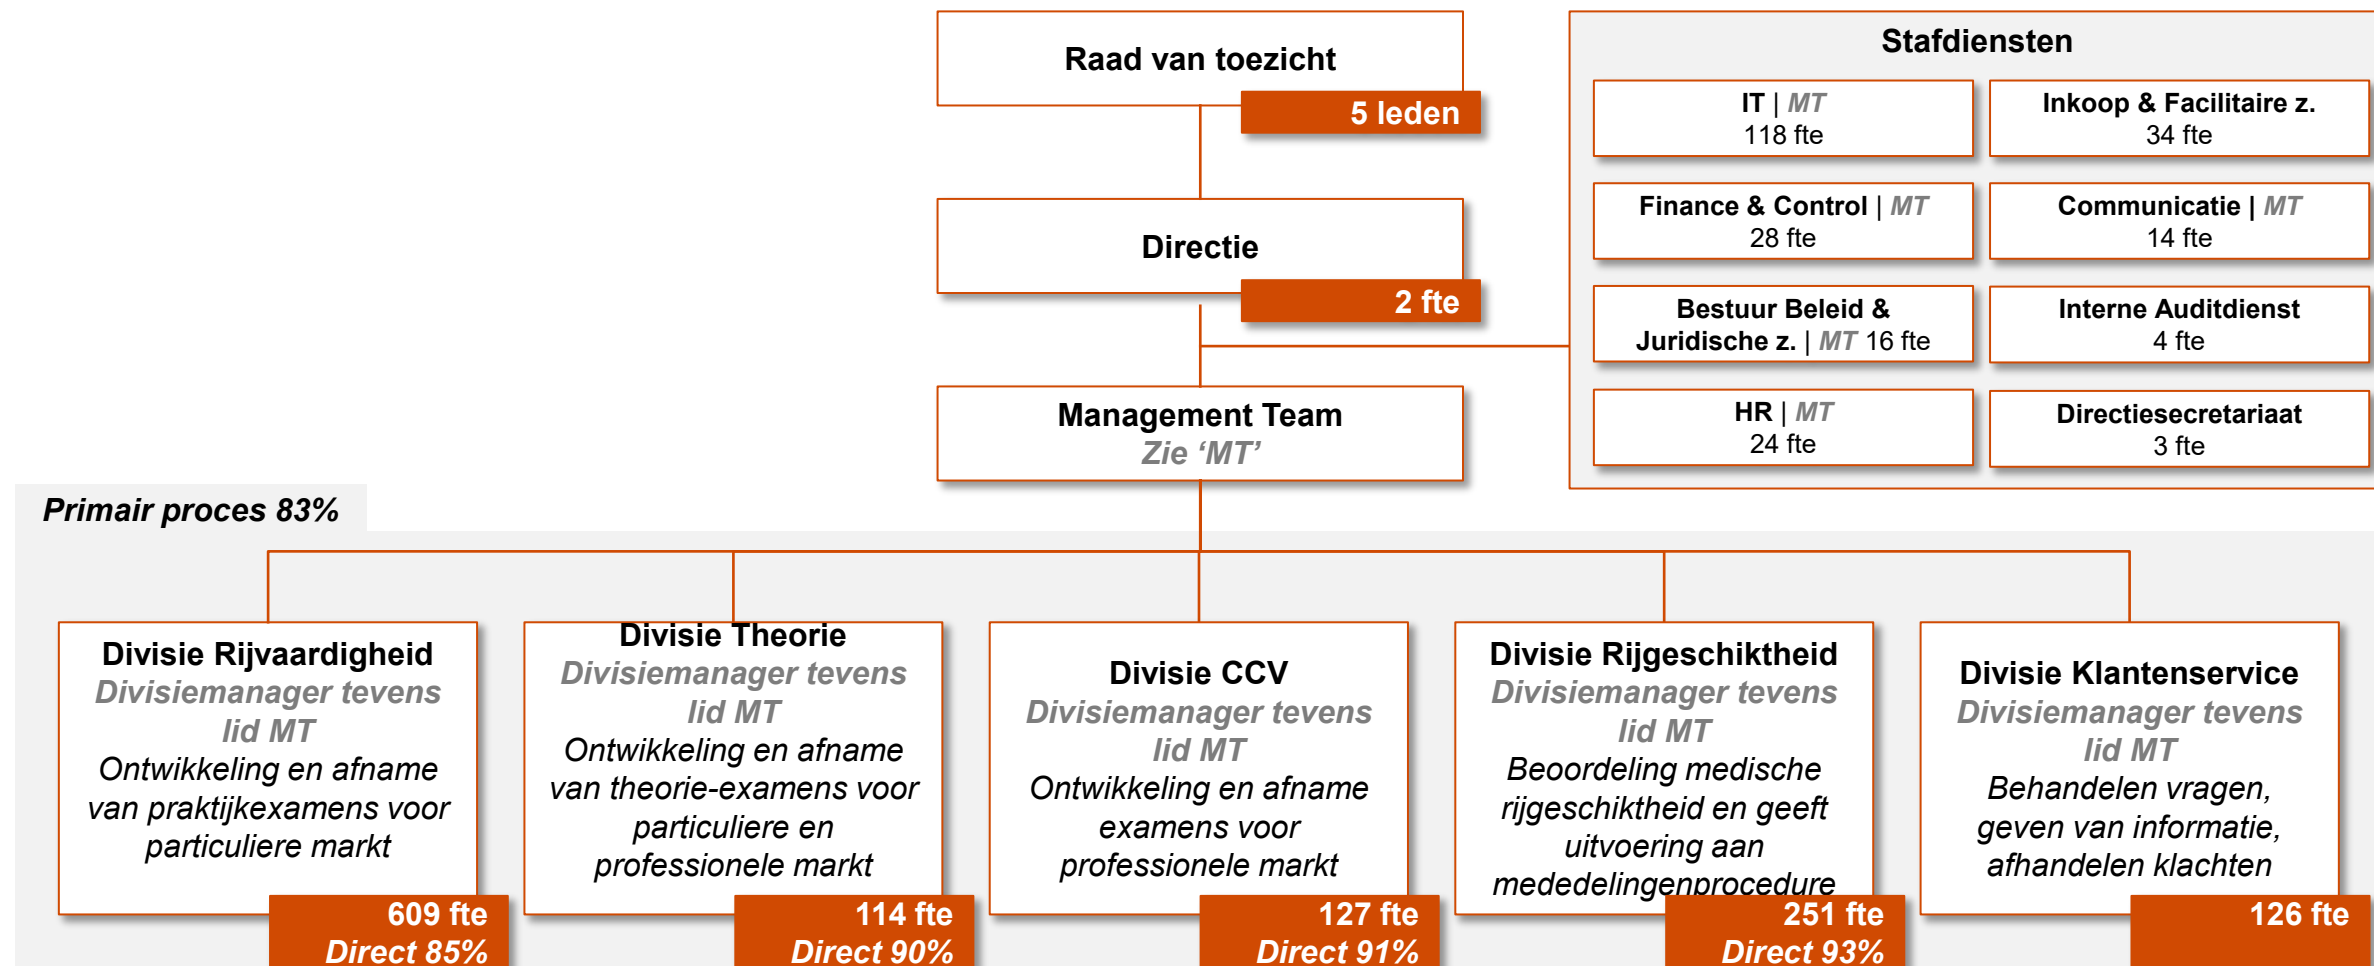 Raad van toezicht
5 leden
Directie
2 fte
Management Team
Zie ‘MT’
Stafdiensten
IT | MT
118 fte
Inkoop & Facilitaire z.
34 fte
Finance & Control | MT
28 fte
Communicatie | MT
14 fte
Bestuur Beleid &
Juridische z. | MT 16 fte
Interne Auditdienst
4 fte
HR | MT
24 fte
Directiesecretariaat
3 fte
Primair proces 83%
Divisie Rijvaardigheid
Divisiemanager tevens
lid MT
Ontwikkeling en afname
van praktijkexamens voor
particuliere markt
609 fte
Direct 85%
Divisie Theorie
Divisiemanager tevens
lid MT
Ontwikkeling en afname
van theorie-examens voor
particuliere en
professionele markt
114 fte
Direct 90%
Divisie CCV
Divisiemanager tevens
lid MT
Ontwikkeling en afname
examens voor
professionele markt
127 fte
Direct 91%
Divisie Rijgeschiktheid
Divisiemanager tevens
lid MT
Beoordeling medische
rijgeschiktheid en geeft
uitvoering aan
mededelingenprocedure
251 fte
Direct 93%
Divisie Klantenservice
Divisiemanager tevens
lid MT
Behandelen vragen,
geven van informatie,
afhandelen klachten
126 fte